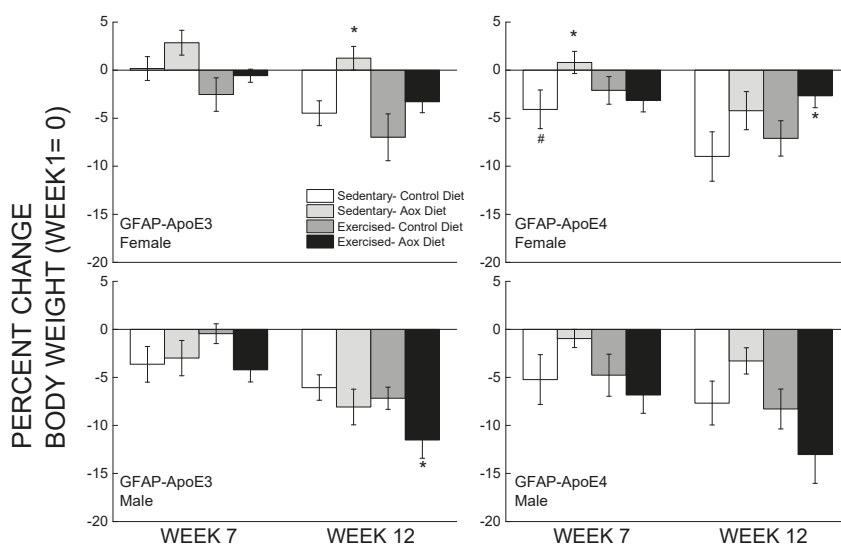 PERCENT CHANGE
BODY WEIGHT (WEEK1= 0)
5
0
-5
-10
-15
-20
*
Sedentary- Control Diet
Sedentary- Aox Diet
Exercised- Control Diet
Exercised- Aox Diet
GFAP-ApoE3
Female
5
0
-5
-10
-15
-20
*
#
*
GFAP-ApoE4
Female
5
0
-5
-10
-15
-20
*
GFAP-ApoE3
Male
WEEK 7
WEEK 12
5
0
-5
-10
-15
-20
GFAP-ApoE4
Male
WEEK 7
WEEK 12